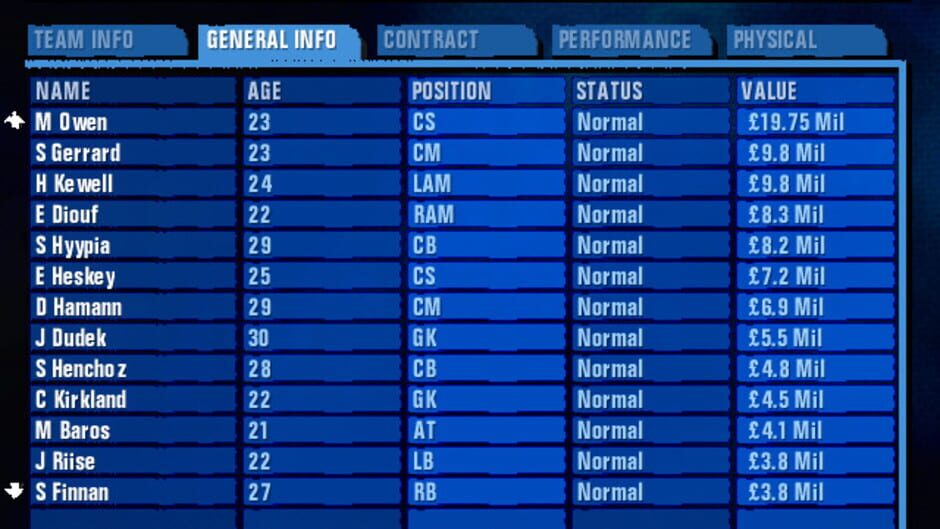 TEAM INFO GENERAL INFO CONTRACT PERFORMANCE PHYSICAL
NAME AGE POSITION STATUS VALUE
M Owen 23 CS Normal £19.75 Mil
S Gerrard 23 CM Normal £9.8 Mil
H Kewell 24 LAM Normal £9.8 Mil
E Diouf 22 RAM Normal £8.3 Mil
S Hyypia 29 CB Normal £8.2 Mil
E Heskey 25 CS Normal £7.2 Mil
D Hamann 29 CM Normal £6.9 Mil
J Dudek 30 GK Normal £5.5 Mil
S Henchoz 28 CB Normal £4.8 Mil
C Kirkland 22 GK Normal £4.5 Mil
M Baros 21 AT Normal £4.1 Mil
J Riise 22 LB Normal £3.8 Mil
S Finnan 27 RB Normal £3.8 Mil